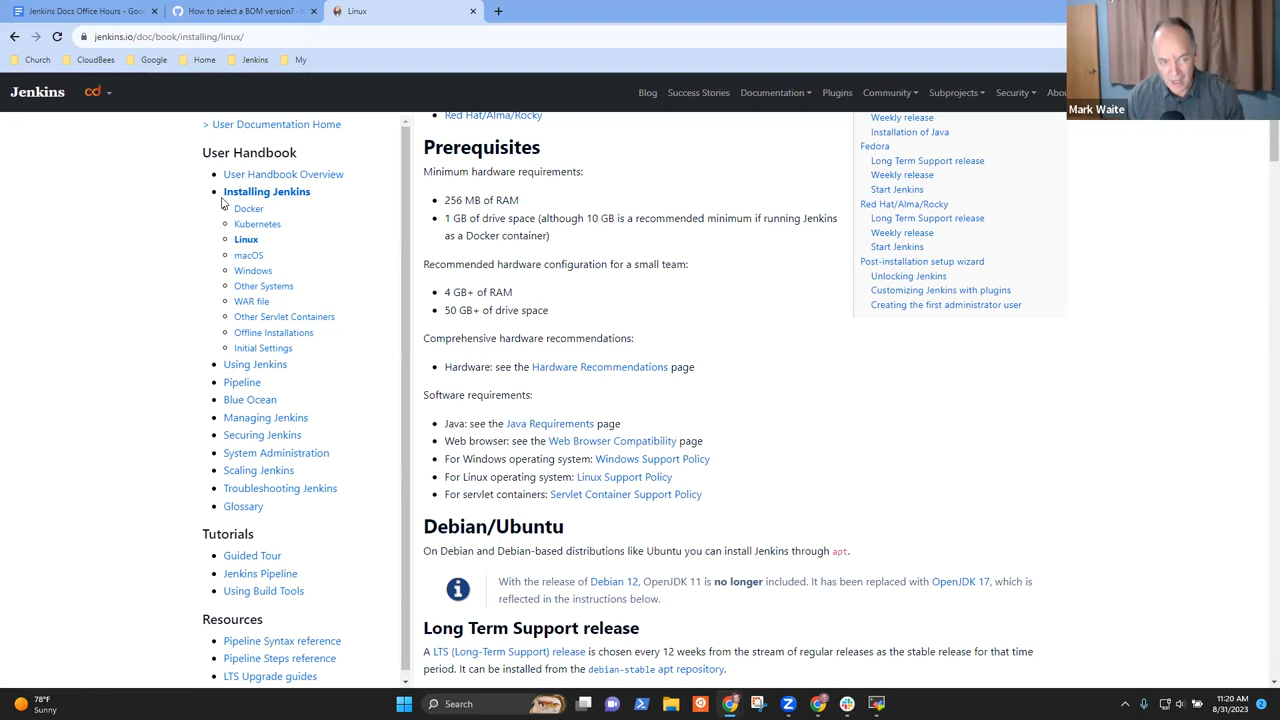 Jenkins Docs Office Hours - Goo
How to select a BOM version? ·
Linux
jenkins.io/doc/book/installing/linux/
Church
CloudBees
Google
Home
Jenkins
My
Jenkins
cd
Blog
Success Stories
Documentation
Plugins
Community
Subprojects
Security
Abou
Mark Waite
> User Documentation Home
User Handbook
User Handbook Overview
Installing Jenkins
Docker
Kubernetes
Linux
macOS
Windows
Other Systems
WAR file
Other Servlet Containers
Offline Installations
Initial Settings
Using Jenkins
Pipeline
Blue Ocean
Managing Jenkins
Securing Jenkins
System Administration
Scaling Jenkins
Troubleshooting Jenkins
Glossary
Tutorials
Guided Tour
Jenkins Pipeline
Using Build Tools
Resources
Pipeline Syntax reference
Pipeline Steps reference
LTS Upgrade guides
Red Hat/Alma/Rocky
Prerequisites
Minimum hardware requirements:
256 MB of RAM
1 GB of drive space (although 10 GB is a recommended minimum if running Jenkins
as a Docker container)
Recommended hardware configuration for a small team:
4 GB+ of RAM
50 GB+ of drive space
Comprehensive hardware recommendations:
Hardware: see the Hardware Recommendations page
Software requirements:
Java: see the Java Requirements page
Web browser: see the Web Browser Compatibility page
For Windows operating system: Windows Support Policy
For Linux operating system: Linux Support Policy
For servlet containers: Servlet Container Support Policy
Debian/Ubuntu
On Debian and Debian-based distributions like Ubuntu you can install Jenkins through apt.
With the release of Debian 12, OpenJDK 11 is no longer included. It has been replaced with OpenJDK 17, which is
reflected in the instructions below.
Long Term Support release
A LTS (Long-Term Support) release is chosen every 12 weeks from the stream of regular releases as the stable release for that time
period. It can be installed from the debian-stable apt repository.
Weekly release
Installation of Java
Fedora
Long Term Support release
Weekly release
Start Jenkins
Red Hat/Alma/Rocky
Long Term Support release
Weekly release
Start Jenkins
Post-installation setup wizard
Unlocking Jenkins
Customizing Jenkins with plugins
Creating the first administrator user
78°F
Sunny
Search
11:20 AM
8/31/2023
2